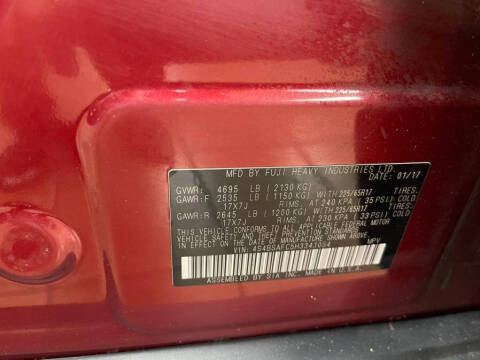 MFD BY FUJI HEAVY INDUSTRIES LTD.
DATE: 01/17
GVWR: 4695 LB (2130 KG)
GAWR:F 2535 LB (1150 KG) WITH 225/65R17 TIRES.
17X7J RIMS. AT 240 KPA (35 PSI) COLD
GAWR:R 2645 LB (1200 KG) WITH 225/65R17 TIRES.
17X7J RIMS. AT 230 KPA (33 PSI) COLD
THIS VEHICLE CONFORMS TO ALL APPLICABLE FEDERAL MOTOR
VEHICLE SAFETY AND BUMPER STANDARDS IN EFFECT ON THE DATE
OF MANUFACTURE SHOWN ABOVE.
MPV
ASSEMBLED BY SIA INC. MADE IN U.S.A.